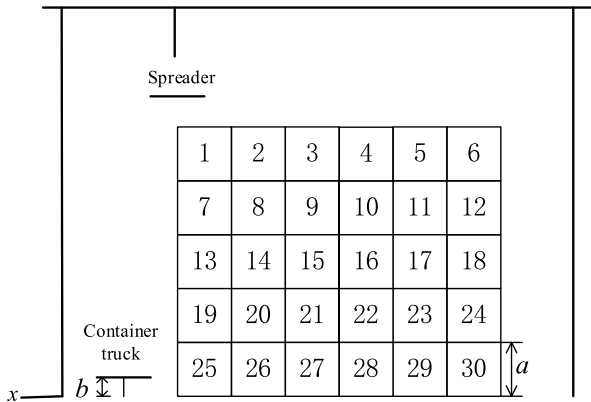 Spreader
1 2 3 4 5 6
7 8 9 10 11 12
13 14 15 16 17 18
19 20 21 22 23 24
Container
truck
25 26 27 28 29 30
a
b
x